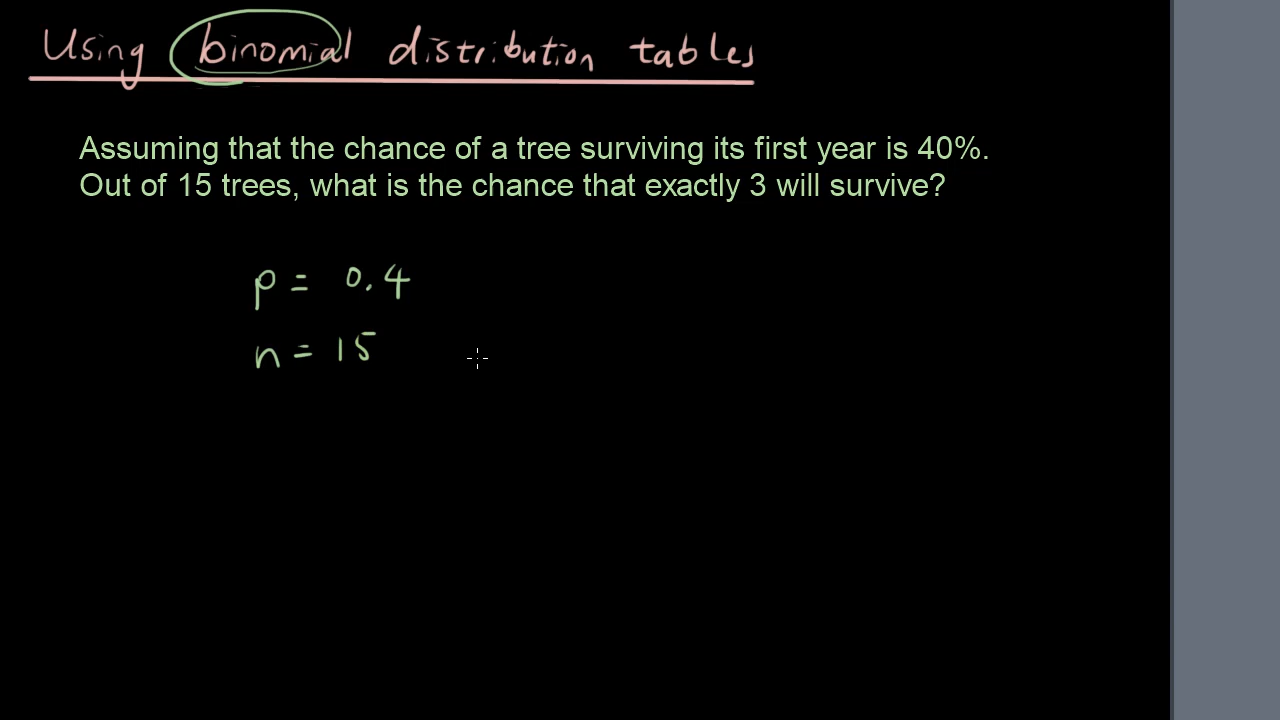 Using binomial distribution tables
Assuming that the chance of a tree surviving its first year is 40%.
Out of 15 trees, what is the chance that exactly 3 will survive?
p = 0.4
n = 15